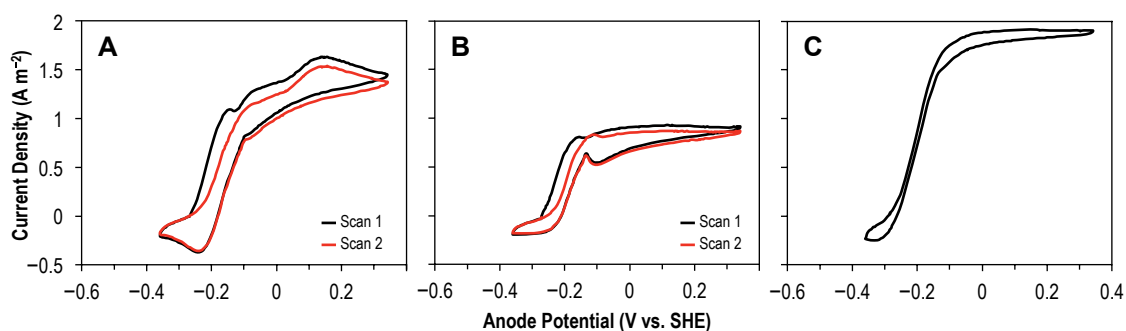 A
B
C
2
1.5
1
0.5
0
−0.5
Current Density (A m⁻²)
Scan 1
Scan 2
Scan 1
Scan 2
−0.6 −0.4 −0.2 0 0.2 −0.6 −0.4 −0.2 0 0.2 −0.6 −0.4 −0.2 0 0.2 0.4
Anode Potential (V vs. SHE)